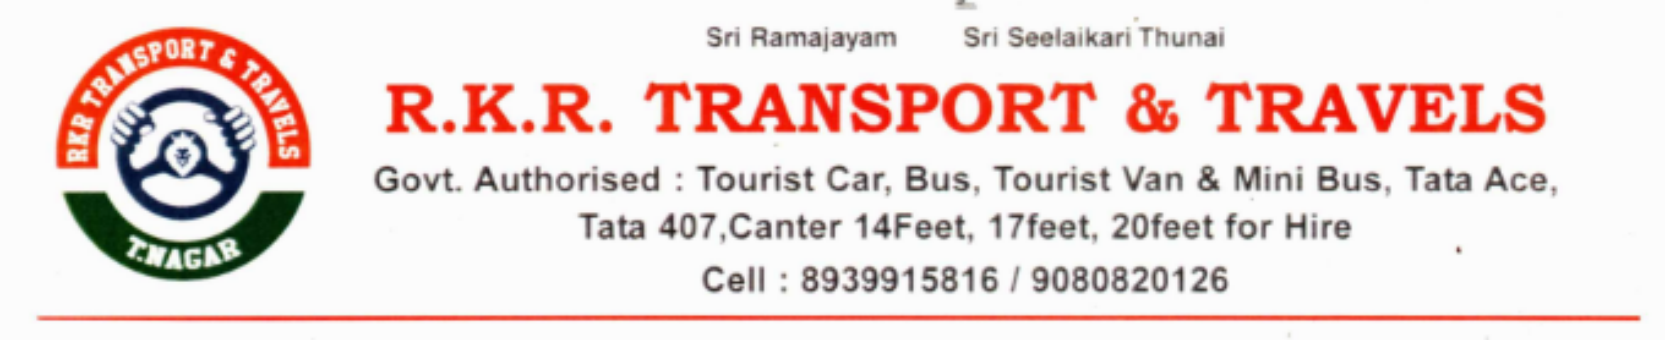 Sri Ramajayam Sri Seelaikari Thunai
RKR TRANSPORT & TRAVELS
T.NAGAR
R.K.R. TRANSPORT & TRAVELS
Govt. Authorised : Tourist Car, Bus, Tourist Van & Mini Bus, Tata Ace,
Tata 407,Canter 14Feet, 17feet, 20feet for Hire
Cell : 8939915816 / 9080820126